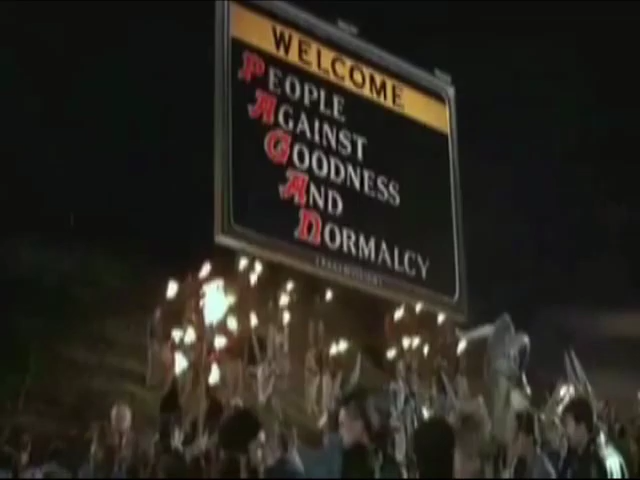 WELCOME
PEOPLE
AGAINST
GOODNESS
AND
NORMALCY